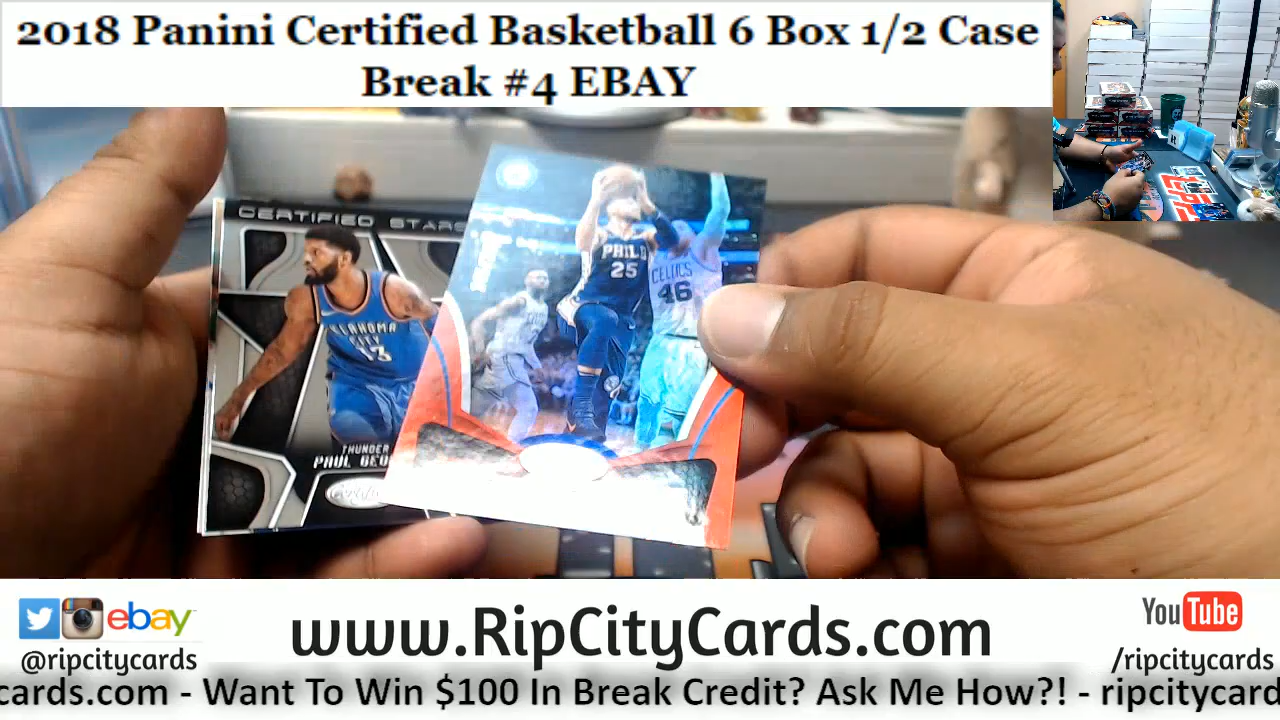 2018 Panini Certified Basketball 6 Box 1/2 Case
Break #4 EBAY
CERTIFIED STARS
PHILA
25
CELTICS
46
OKLAHOMA
CITY
13
THUNDER
PAUL GEO
ebay
@ripcitycards
www.RipCityCards.com
YouTube
/ripcitycards
cards.com - Want To Win $100 In Break Credit? Ask Me How?! - ripcitycard